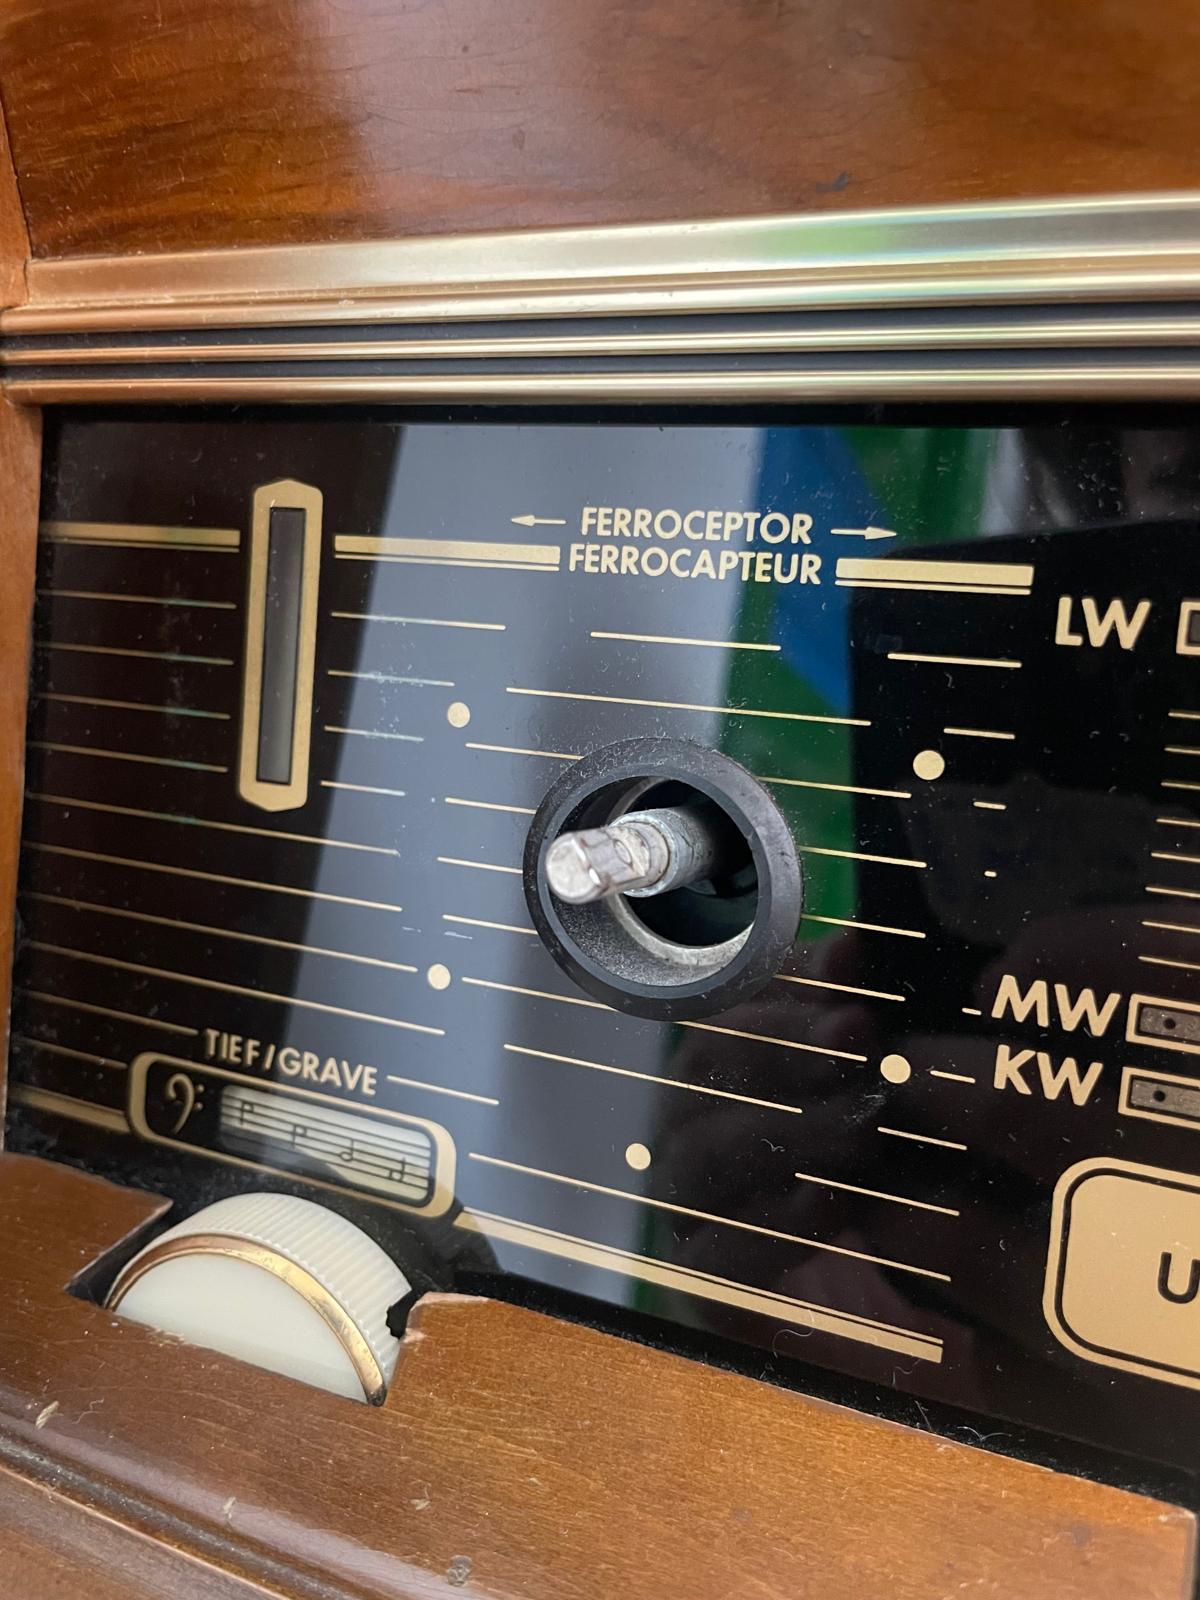 ← FERROCEPTOR →
FERROCAPTEUR
LW
MW
KW
TIEF/GRAVE
U